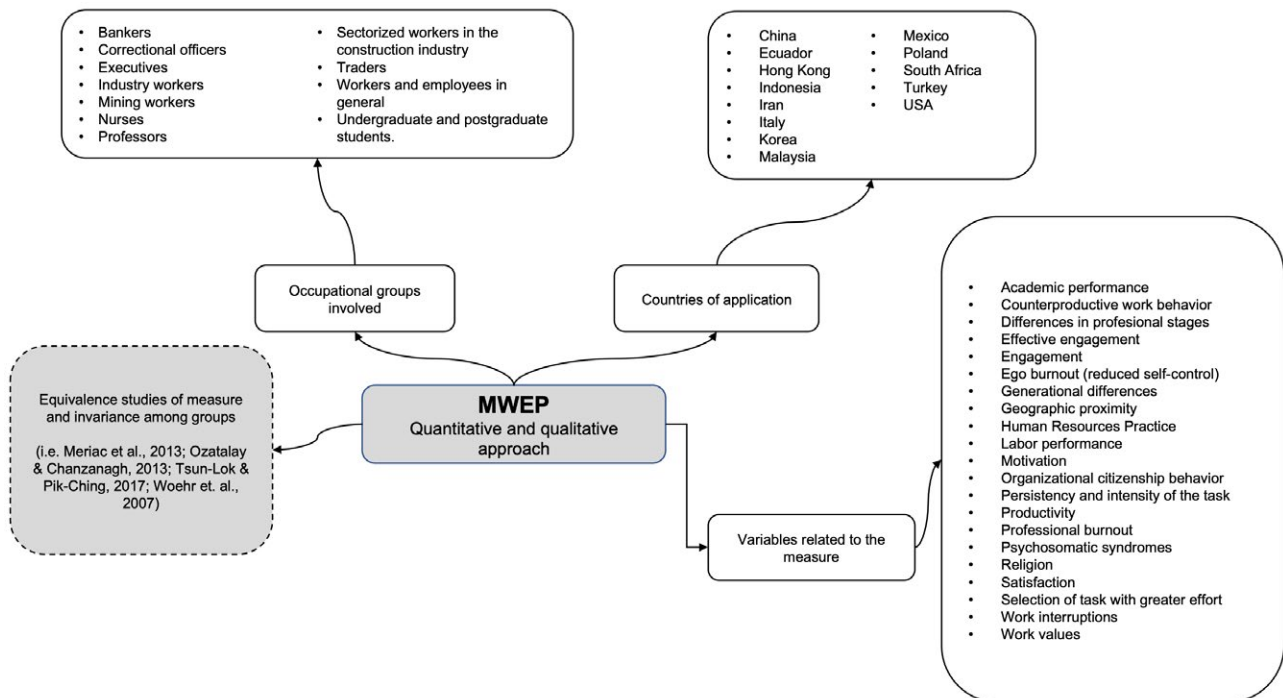 • Bankers
• Correctional officers
• Executives
• Industry workers
• Mining workers
• Nurses
• Professors
• Sectorized workers in the
construction industry
• Traders
• Workers and employees in
general
• Undergraduate and postgraduate
students.
• China
• Ecuador
• Hong Kong
• Indonesia
• Iran
• Italy
• Korea
• Malaysia
• Mexico
• Poland
• South Africa
• Turkey
• USA
Occupational groups
involved
Countries of application
Equivalence studies of measure
and invariance among groups
(i.e. Meriac et al., 2013; Ozatalay
& Chanzanagh, 2013; Tsun-Lok &
Pik-Ching, 2017; Woehr et. al.,
2007)
MWEP
Quantitative and qualitative
approach
Variables related to the
measure
• Academic performance
• Counterproductive work behavior
• Differences in profesional stages
• Effective engagement
• Engagement
• Ego burnout (reduced self-control)
• Generational differences
• Geographic proximity
• Human Resources Practice
• Labor performance
• Motivation
• Organizational citizenship behavior
• Persistency and intensity of the task
• Productivity
• Professional burnout
• Psychosomatic syndromes
• Religion
• Satisfaction
• Selection of task with greater effort
• Work interruptions
• Work values